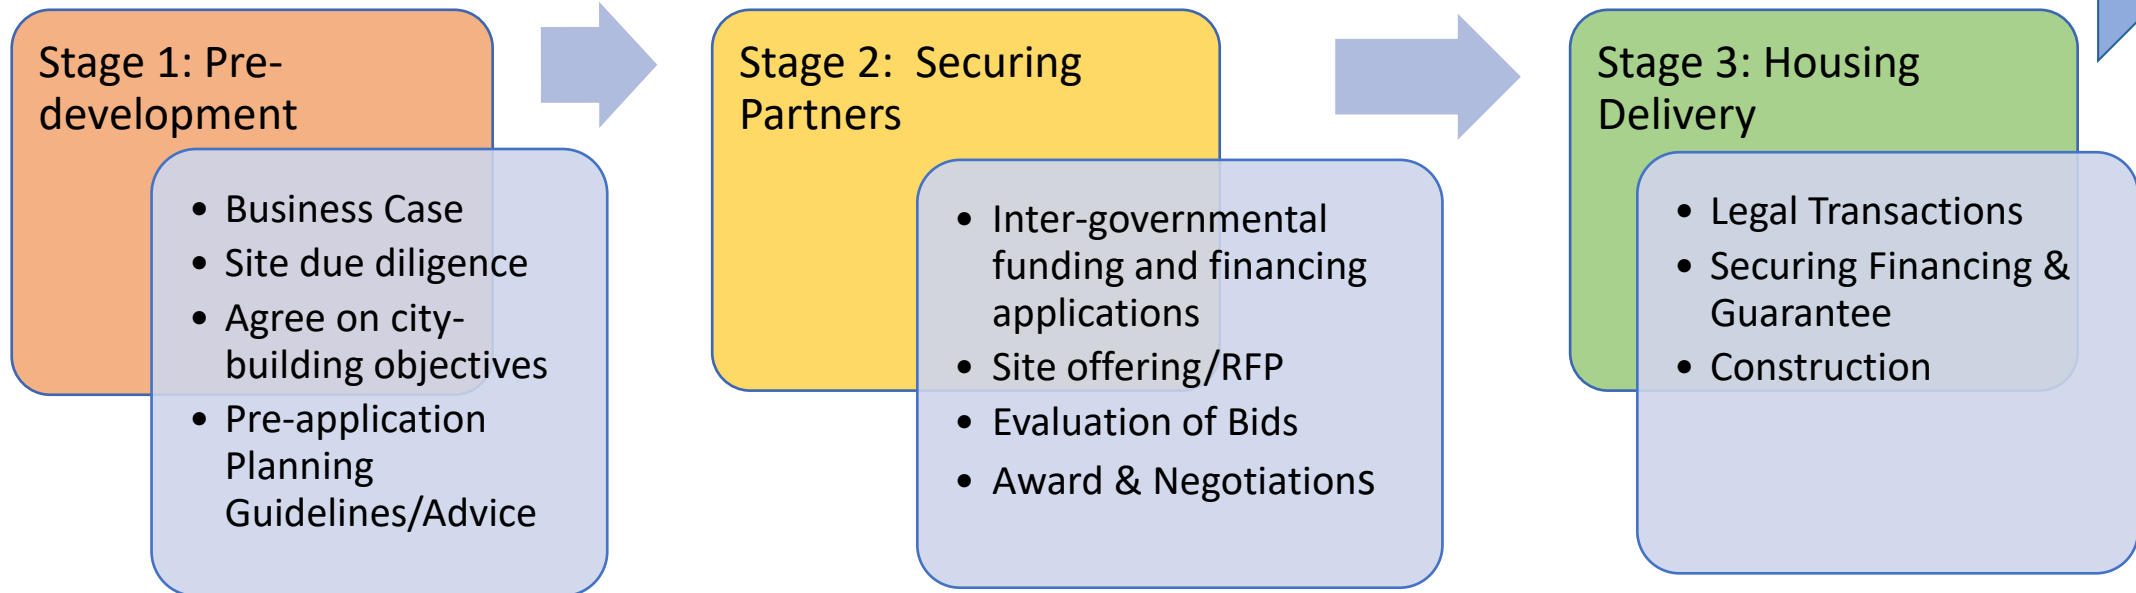 Stage 1: Pre-
development
• Business Case
• Site due diligence
• Agree on city-
building objectives
• Pre-application
Planning
Guidelines/Advice
Stage 2:  Securing
Partners
• Inter-governmental
funding and financing
applications
• Site offering/RFP
• Evaluation of Bids
• Award & Negotiations
Stage 3: Housing
Delivery
• Legal Transactions
• Securing Financing &
Guarantee
• Construction